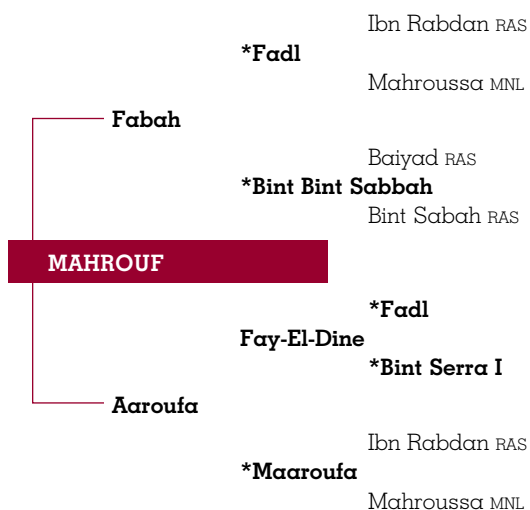 Ibn Rabdan RAS
*Fadl
Mahroussa MNL
Fabah
Baiyad RAS
*Bint Bint Sabbah
Bint Sabah RAS
MAHROUF
*Fadl
Fay-El-Dine
*Bint Serra I
Aaroufa
Ibn Rabdan RAS
*Maaroufa
Mahroussa MNL